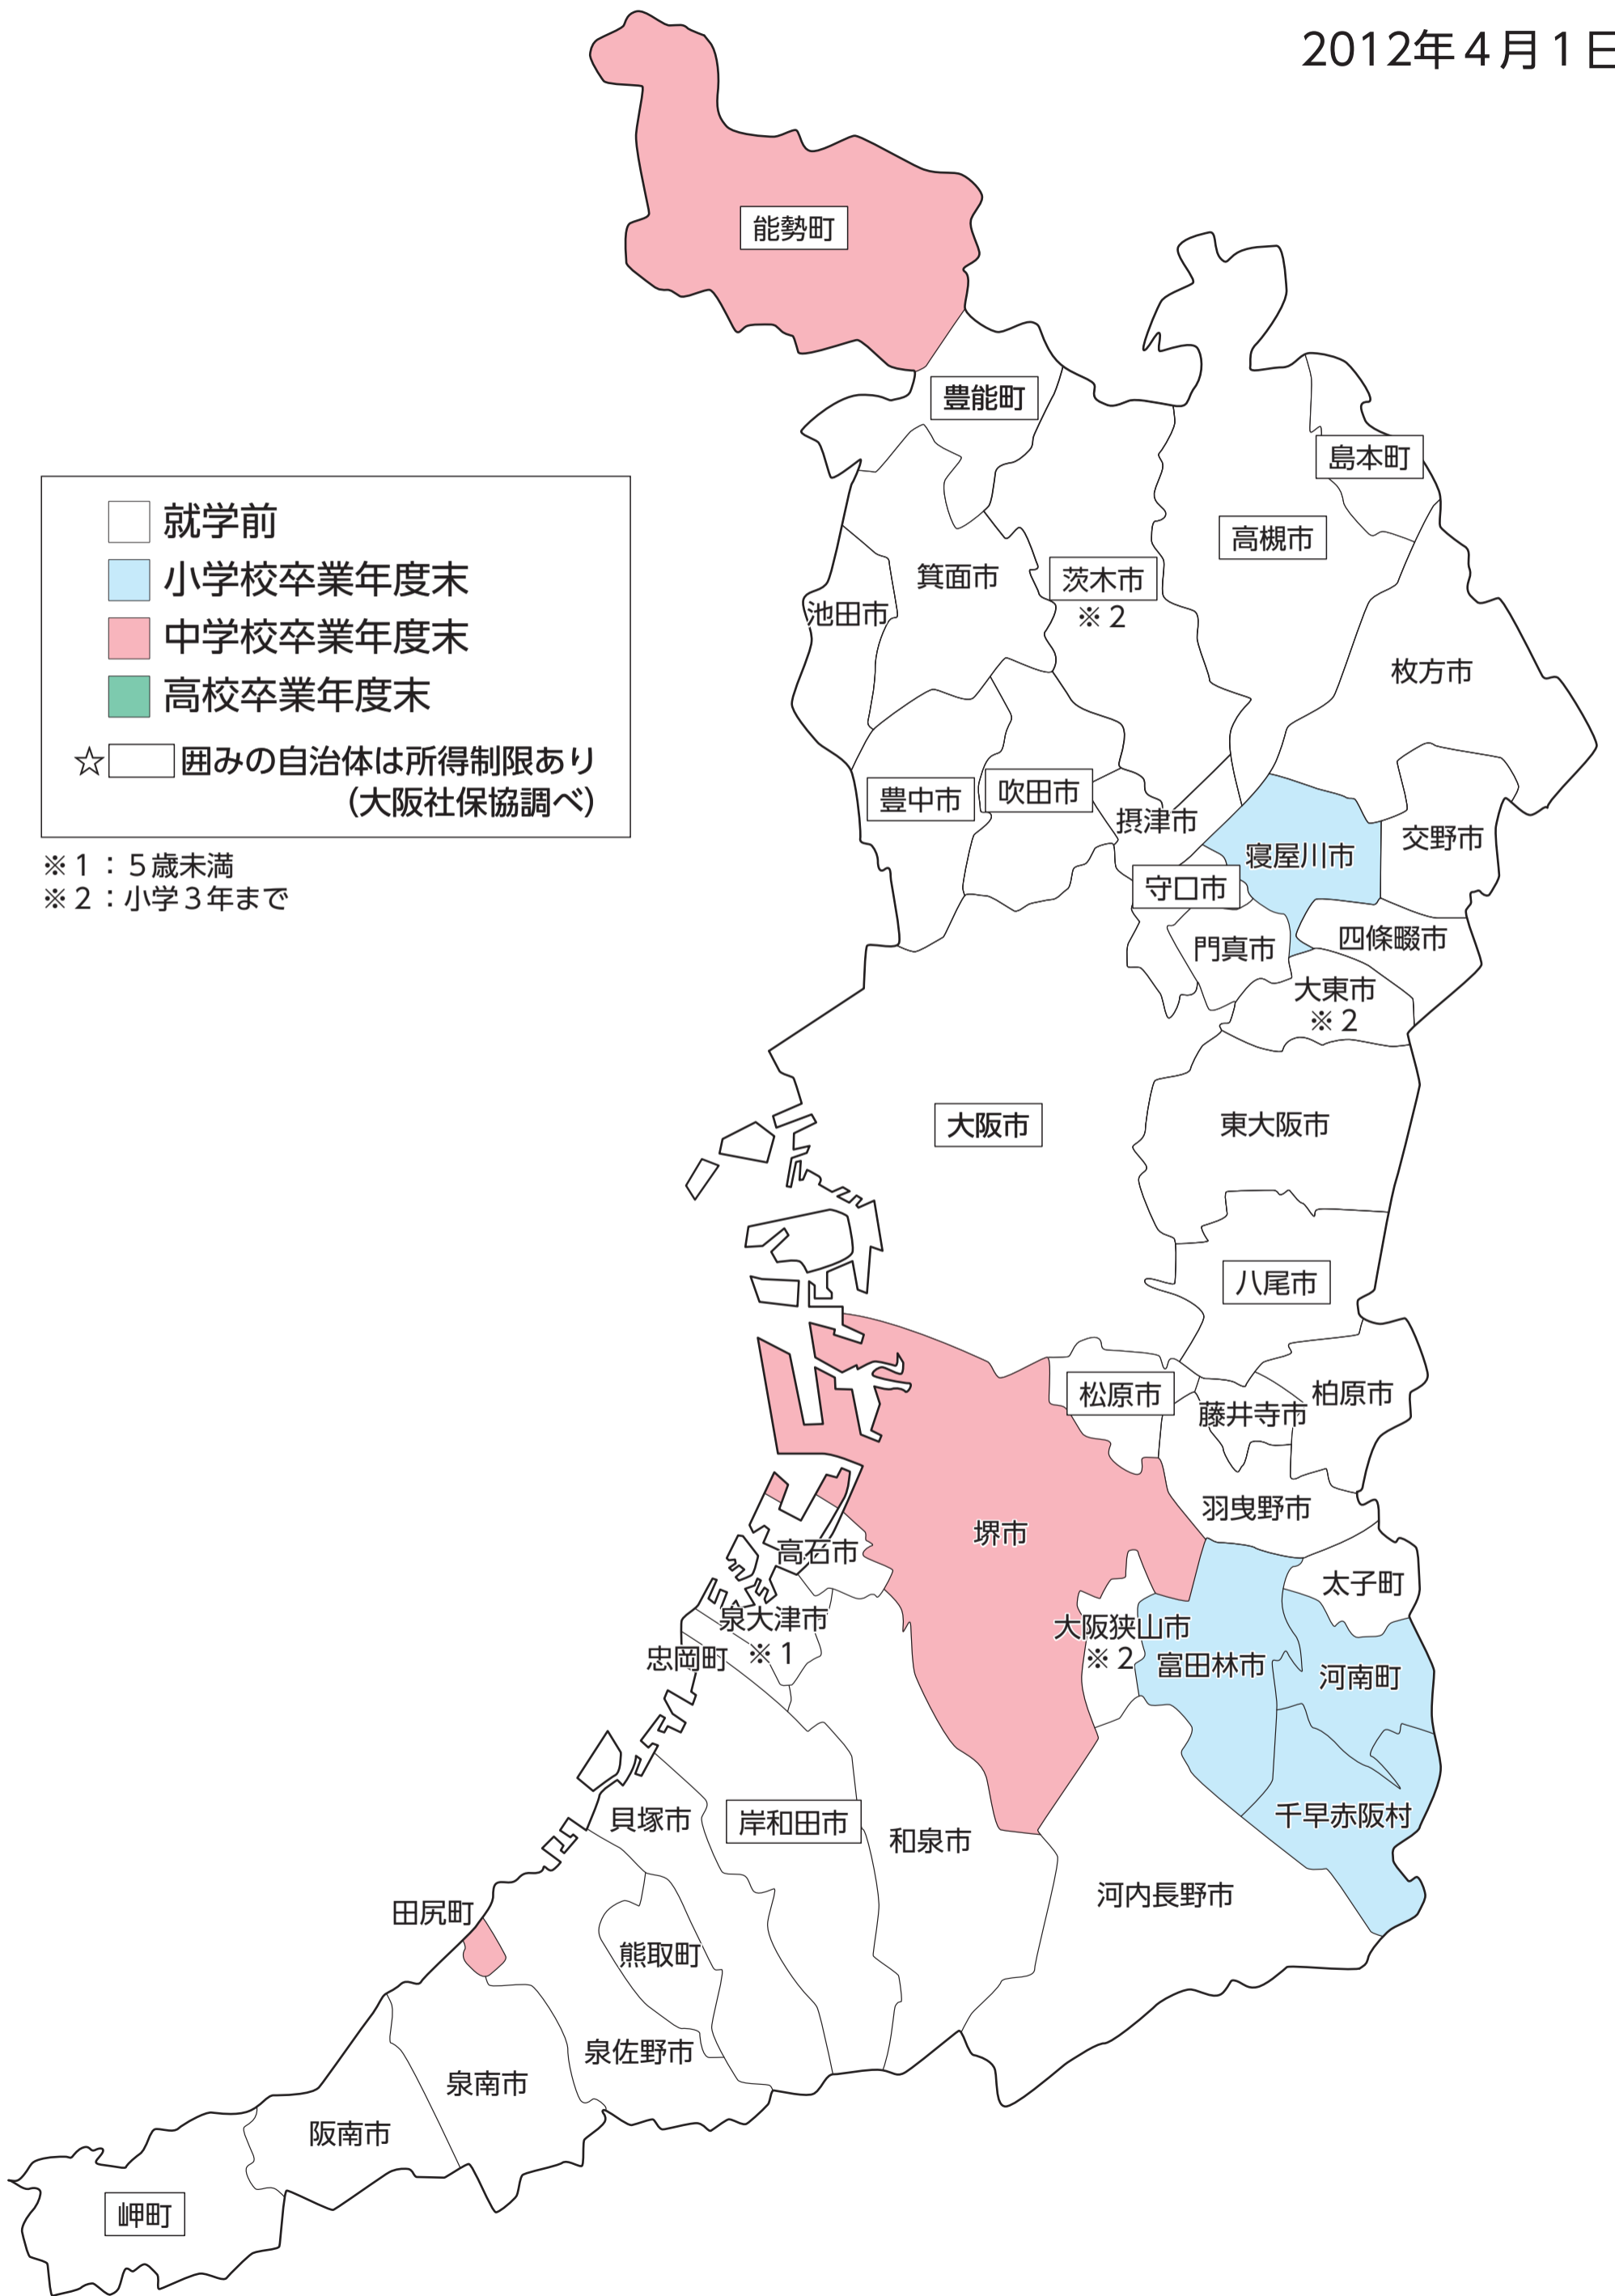 2012年4月1日
能勢町
豊能町
島本町
高槻市
箕面市
茨木市
※2
池田市
枚方市
就学前
小学校卒業年度末
中学校卒業年度末
高校卒業年度末
☆ 囲みの自治体は所得制限あり
(大阪社保協調べ)
※1:5歳未満
※2:小学3年まで
豊中市
吹田市
摂津市
寝屋川市
交野市
守口市
門真市
四條畷市
大東市
※2
大阪市
東大阪市
八尾市
松原市
藤井寺市
柏原市
羽曳野市
堺市
高石市
太子町
泉大津市
※1
忠岡町
大阪狭山市
※2
富田林市
河南町
千早赤阪村
貝塚市
岸和田市
和泉市
河内長野市
田尻町
熊取町
泉佐野市
泉南市
阪南市
岬町